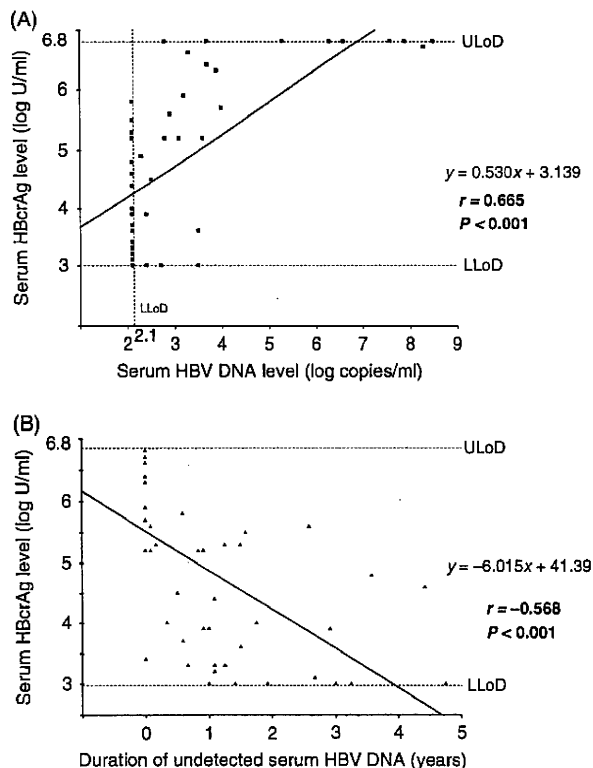 (A)
6.8
6
5
4
3
Serum HBcrAg level (log U/ml)
ULoD
y = 0.530x + 3.139
r = 0.665
P < 0.001
LLoD
LLoD
2.1
2 3 4 5 6 7 8 9
Serum HBV DNA level (log copies/ml)
(B)
6.8
6
5
4
3
Serum HBcrAg level (log U/ml)
ULoD
y = –6.015x + 41.39
r = –0.568
P < 0.001
LLoD
0 1 2 3 4 5
Duration of undetected serum HBV DNA (years)